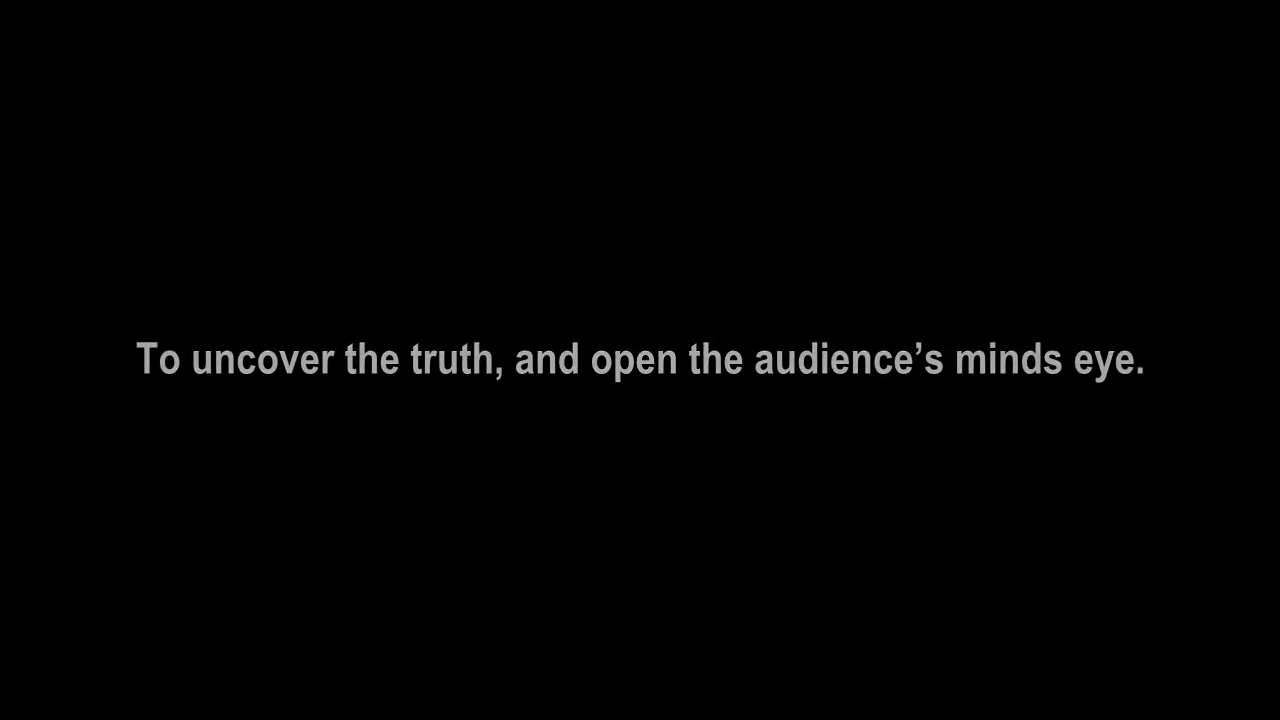 To uncover the truth, and open the audience’s minds eye.